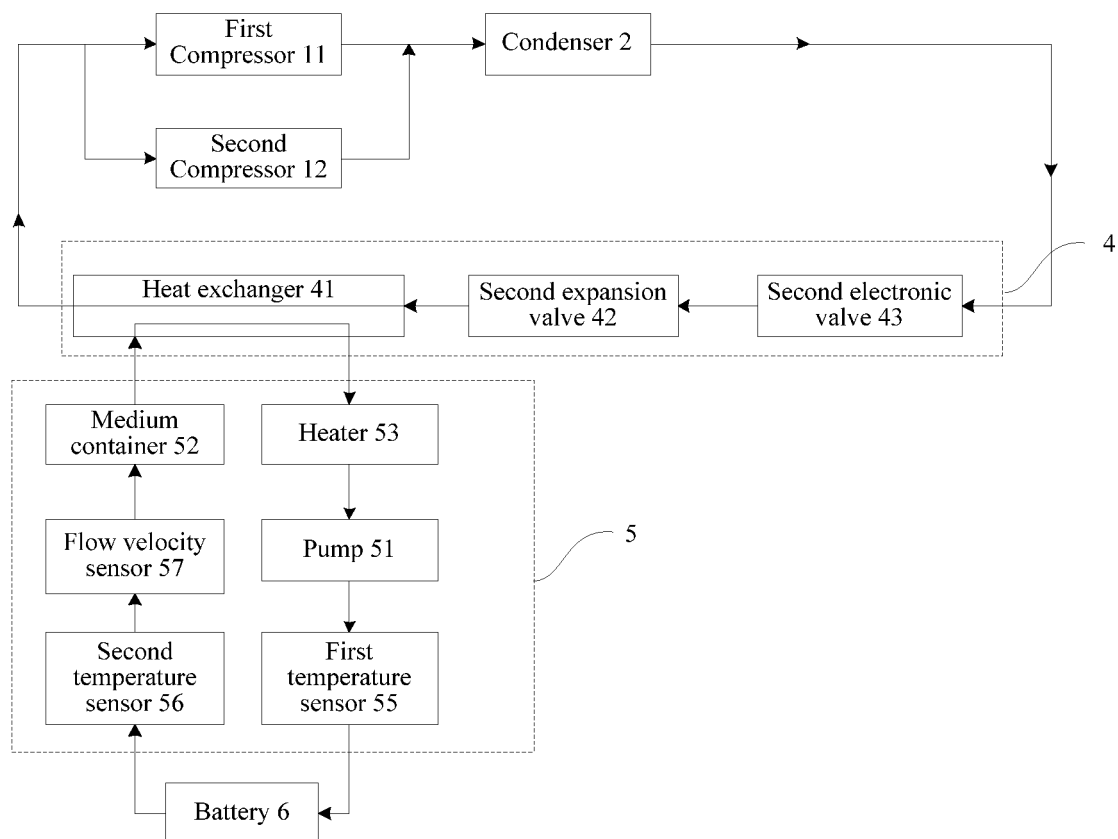 First
Compressor 11
Condenser 2
Second
Compressor 12
4
Heat exchanger 41
Second expansion
valve 42
Second electronic
valve 43
Medium
container 52
Heater 53
Flow velocity
sensor 57
Pump 51
5
Second
temperature
sensor 56
First
temperature
sensor 55
Battery 6